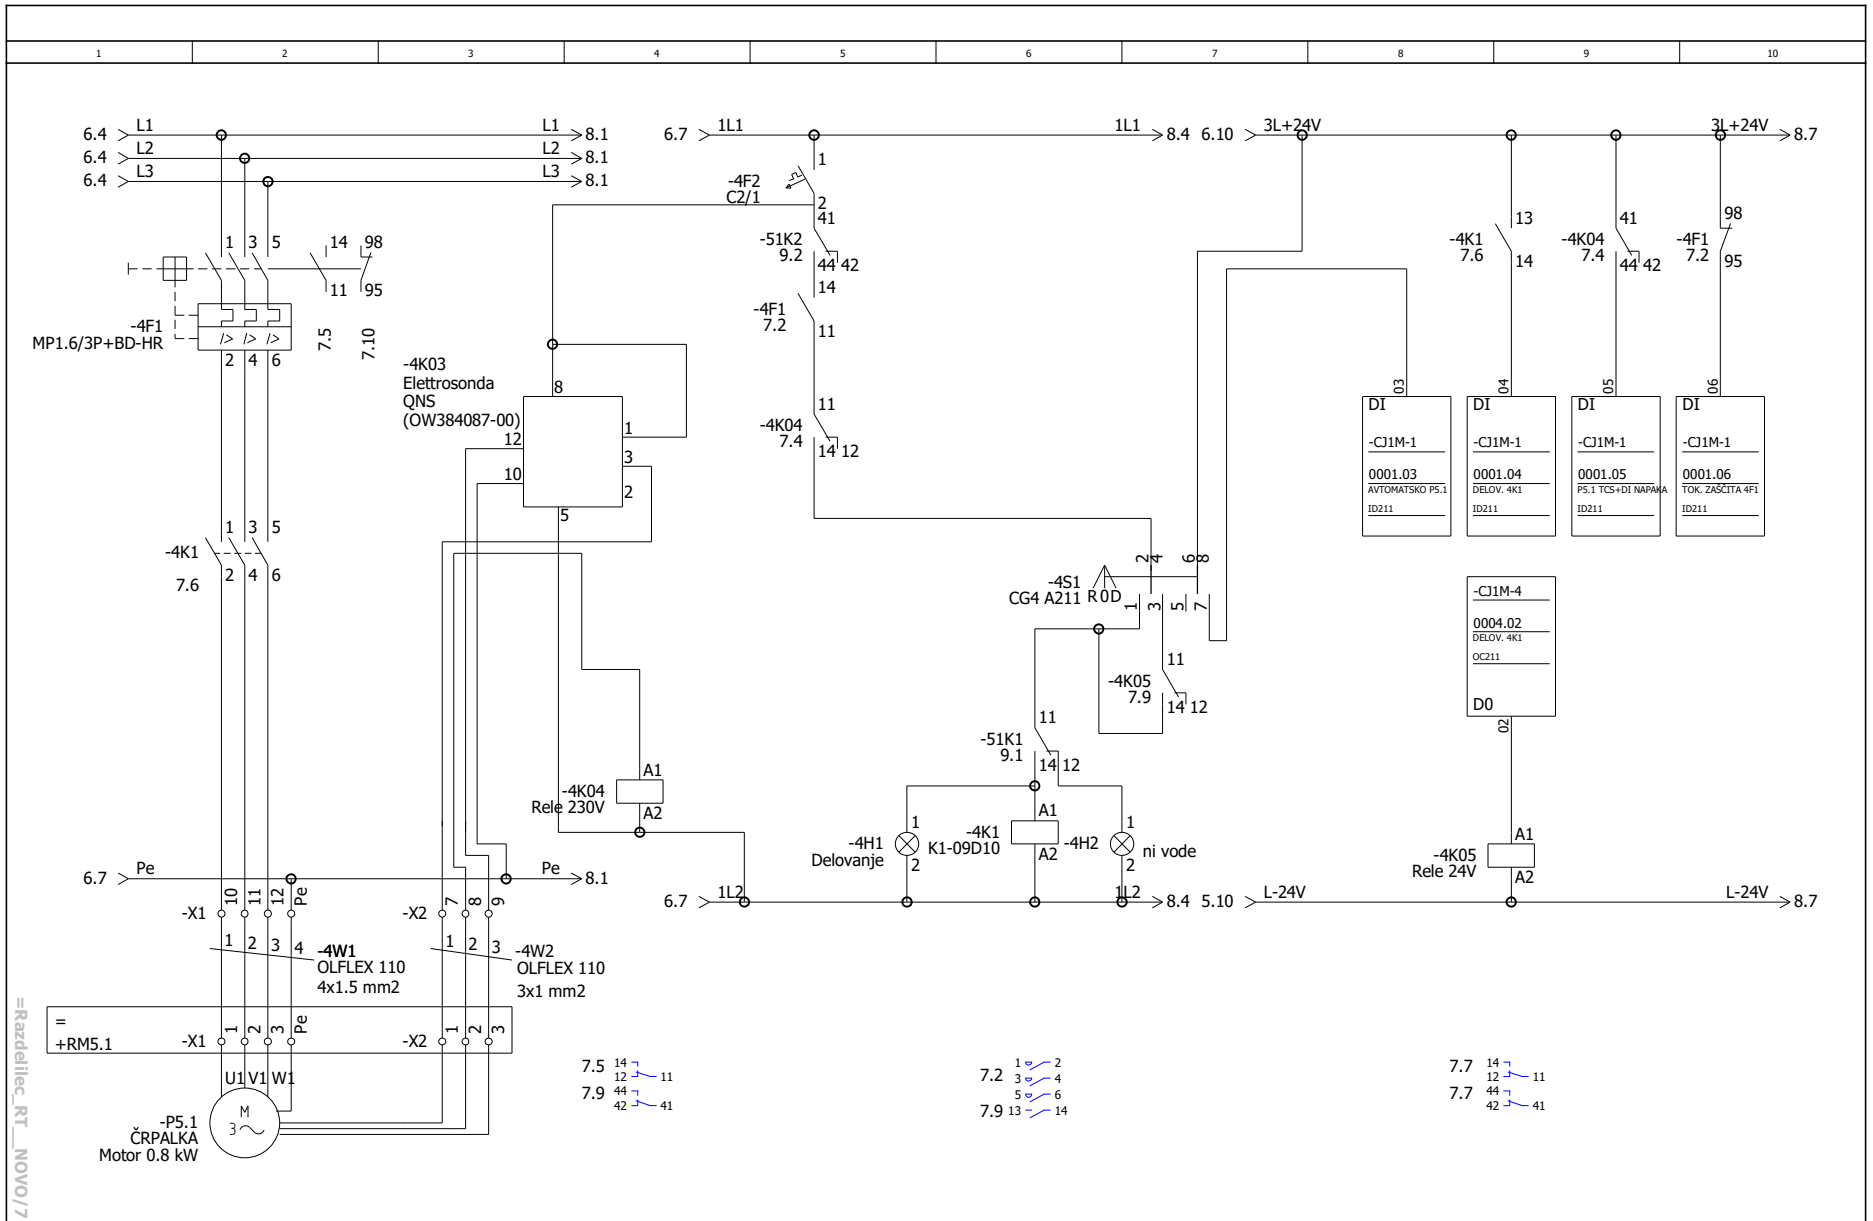 1 2 3 4 5 6 7 8 9 10
6.4 L1 L1 8.1
6.4 L2 L2 8.1
6.4 L3 L3 8.1
6.7 1L1 1L1 8.4
6.10 3L+24V 3L+24V 8.7
1 3 5
14 98
11 95
-4F1
MP1.6/3P+BD-HR
/> /> />
2 4 6
7.5
7.10
-4K03
Elettrosonda
QNS
(OW384087-00)
8
12
10
1
3
2
5
1
-4F2
C2/1
2
41
-51K2
9.2
44 42
14
-4F1
7.2
11
11
-4K04
7.4
14 12
13
-4K1
7.6
14
41
-4K04
7.4
44 42
98
-4F1
7.2
95
03
DI
-CJ1M-1
0001.03
AVTOMATSKO P5.1
ID211
04
DI
-CJ1M-1
0001.04
DELOV. 4K1
ID211
05
DI
-CJ1M-1
0001.05
P5.1 TCS+DI NAPAKA
ID211
06
DI
-CJ1M-1
0001.06
TOK. ZAŠČITA 4F1
ID211
1 3 5
-4K1
7.6
2 4 6
2 4 6 8
-4S1
CG4 A211
R 0 D
1 3 5 7
-CJ1M-4
0004.02
DELOV. 4K1
OC211
D0
02
11
-4K05
7.9
14 12
11
-51K1
9.1
14 12
A1
-4K04
Rele 230V
A2
1
-4H1
Delovanje
2
A1
-4K1
K1-09D10
A2
1
-4H2
ni vode
2
A1
-4K05
Rele 24V
A2
6.7 Pe Pe 8.1
6.7 1L2 1L2 8.4
5.10 L-24V L-24V 8.7
-X1 10 11 12 Pe
-X2 7 8 9
1 2 3 4
-4W1
OLFLEX 110
4x1.5 mm2
1 2 3
-4W2
OLFLEX 110
3x1 mm2
=
+RM5.1
-X1 1 2 3 Pe
-X2 1 2 3
U1 V1 W1
M
3
-P5.1
ČRPALKA
Motor 0.8 kW
7.5 14
12 11
7.9 44
42 41
7.2 1 2
3 4
5 6
7.9 13 14
7.7 14
12 11
7.7 44
42 41
=Razdelilec_RT__NOVO/7